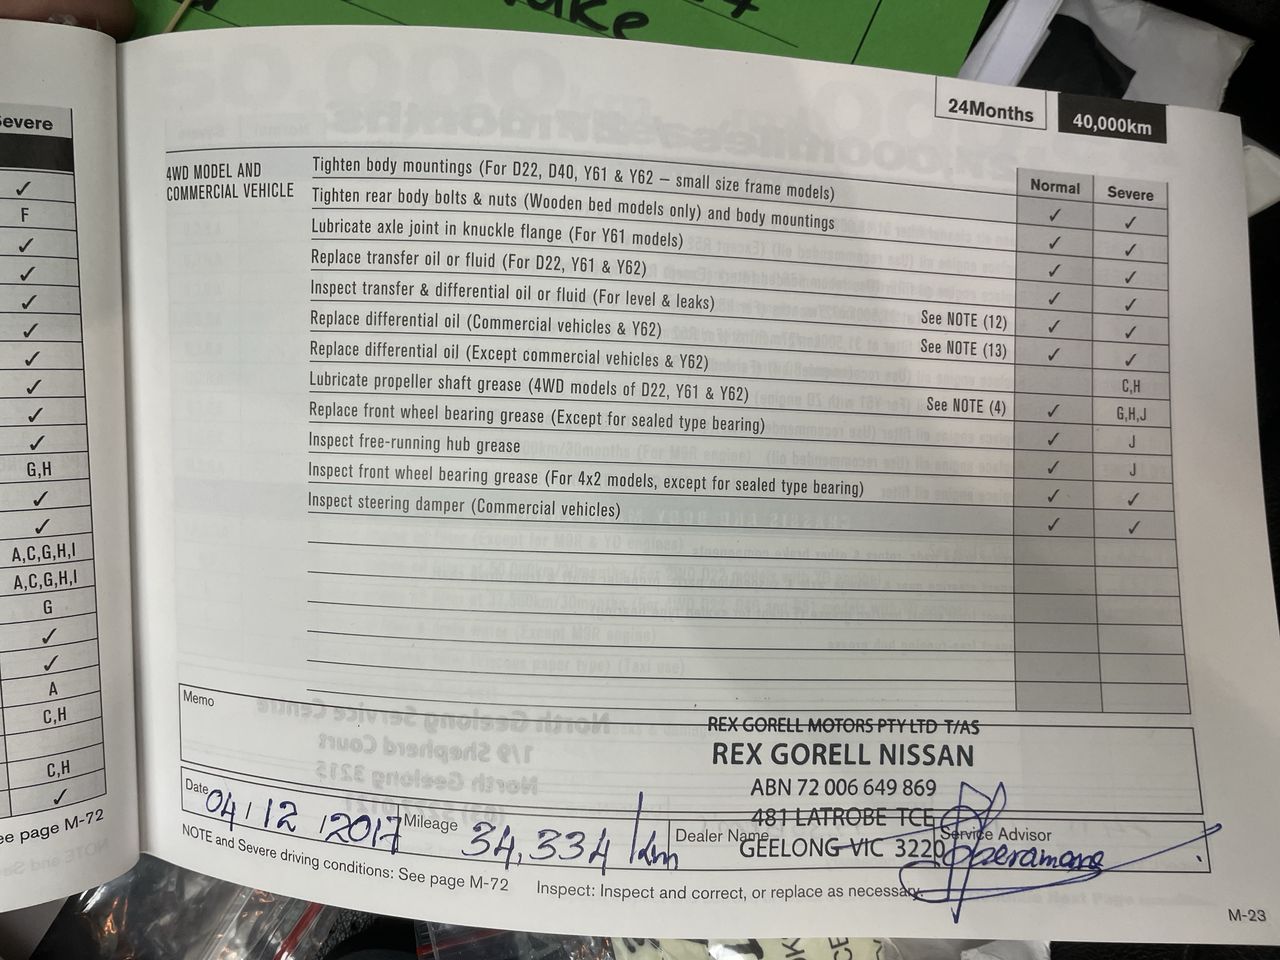 24Months 40,000km
Severe
✓
F
✓
✓
✓
✓
✓
✓
✓
✓
G,H
✓
✓
A,C,G,H,I
A,C,G,H,I
G
✓
✓
A
C,H
C,H
✓
ee page M-72
Normal Severe
4WD MODEL AND
COMMERCIAL VEHICLE
Tighten body mountings (For D22, D40, Y61 & Y62 – small size frame models) ✓ ✓
Tighten rear body bolts & nuts (Wooden bed models only) and body mountings ✓ ✓
Lubricate axle joint in knuckle flange (For Y61 models) ✓ ✓
Replace transfer oil or fluid (For D22, Y61 & Y62) ✓ ✓
Inspect transfer & differential oil or fluid (For level & leaks) See NOTE (12) ✓ ✓
Replace differential oil (Commercial vehicles & Y62) See NOTE (13) ✓ ✓
Replace differential oil (Except commercial vehicles & Y62) C,H
Lubricate propeller shaft grease (4WD models of D22, Y61 & Y62) See NOTE (4) ✓ G,H,J
Replace front wheel bearing grease (Except for sealed type bearing) ✓ J
Inspect free-running hub grease ✓ J
Inspect front wheel bearing grease (For 4x2 models, except for sealed type bearing) ✓ ✓
Inspect steering damper (Commercial vehicles) ✓ ✓
Memo
REX GORELL MOTORS PTY LTD T/AS
REX GORELL NISSAN
ABN 72 006 649 869
481 LATROBE TCE
GEELONG VIC 3220
Date 04/12/2017 Mileage 34,334 km Dealer Name Service Advisor
NOTE and Severe driving conditions: See page M-72 Inspect: Inspect and correct, or replace as necessary.
M-23